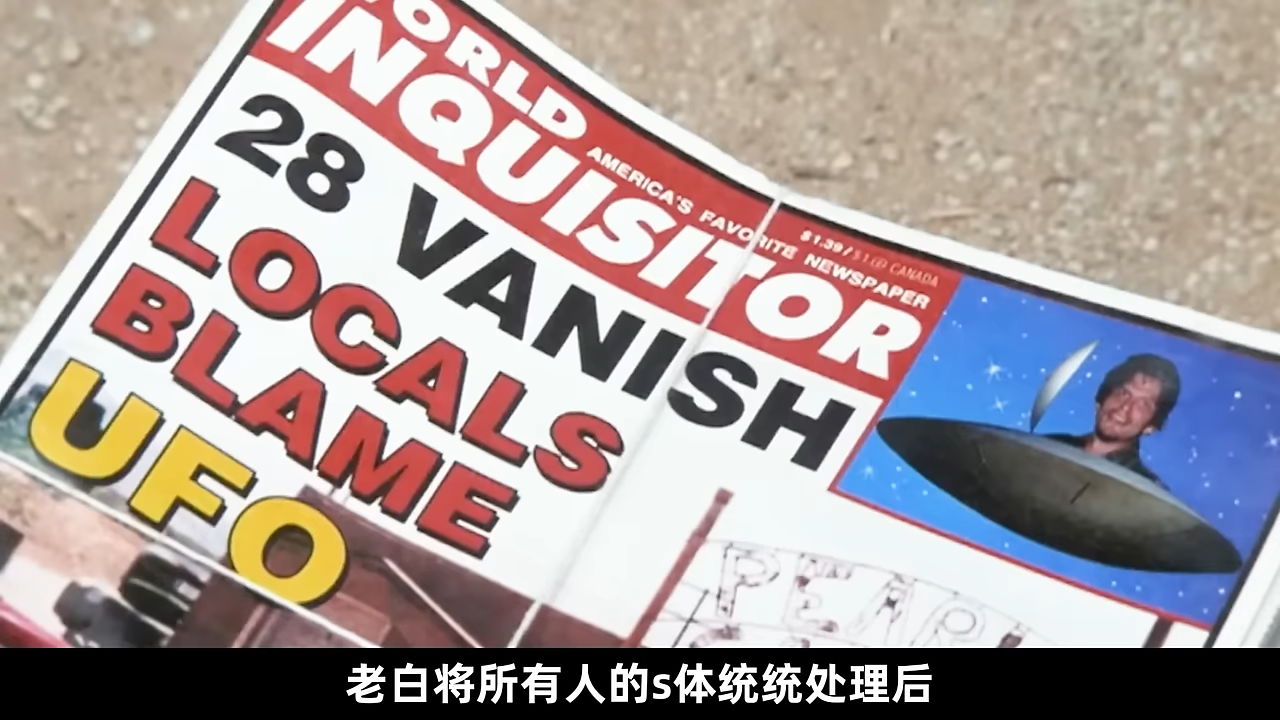 WORLD
INQUISITOR
AMERICA'S FAVORITE NEWSPAPER
28 VANISH
LOCALS
BLAME
UFO
老白将所有人的s体统统处理后